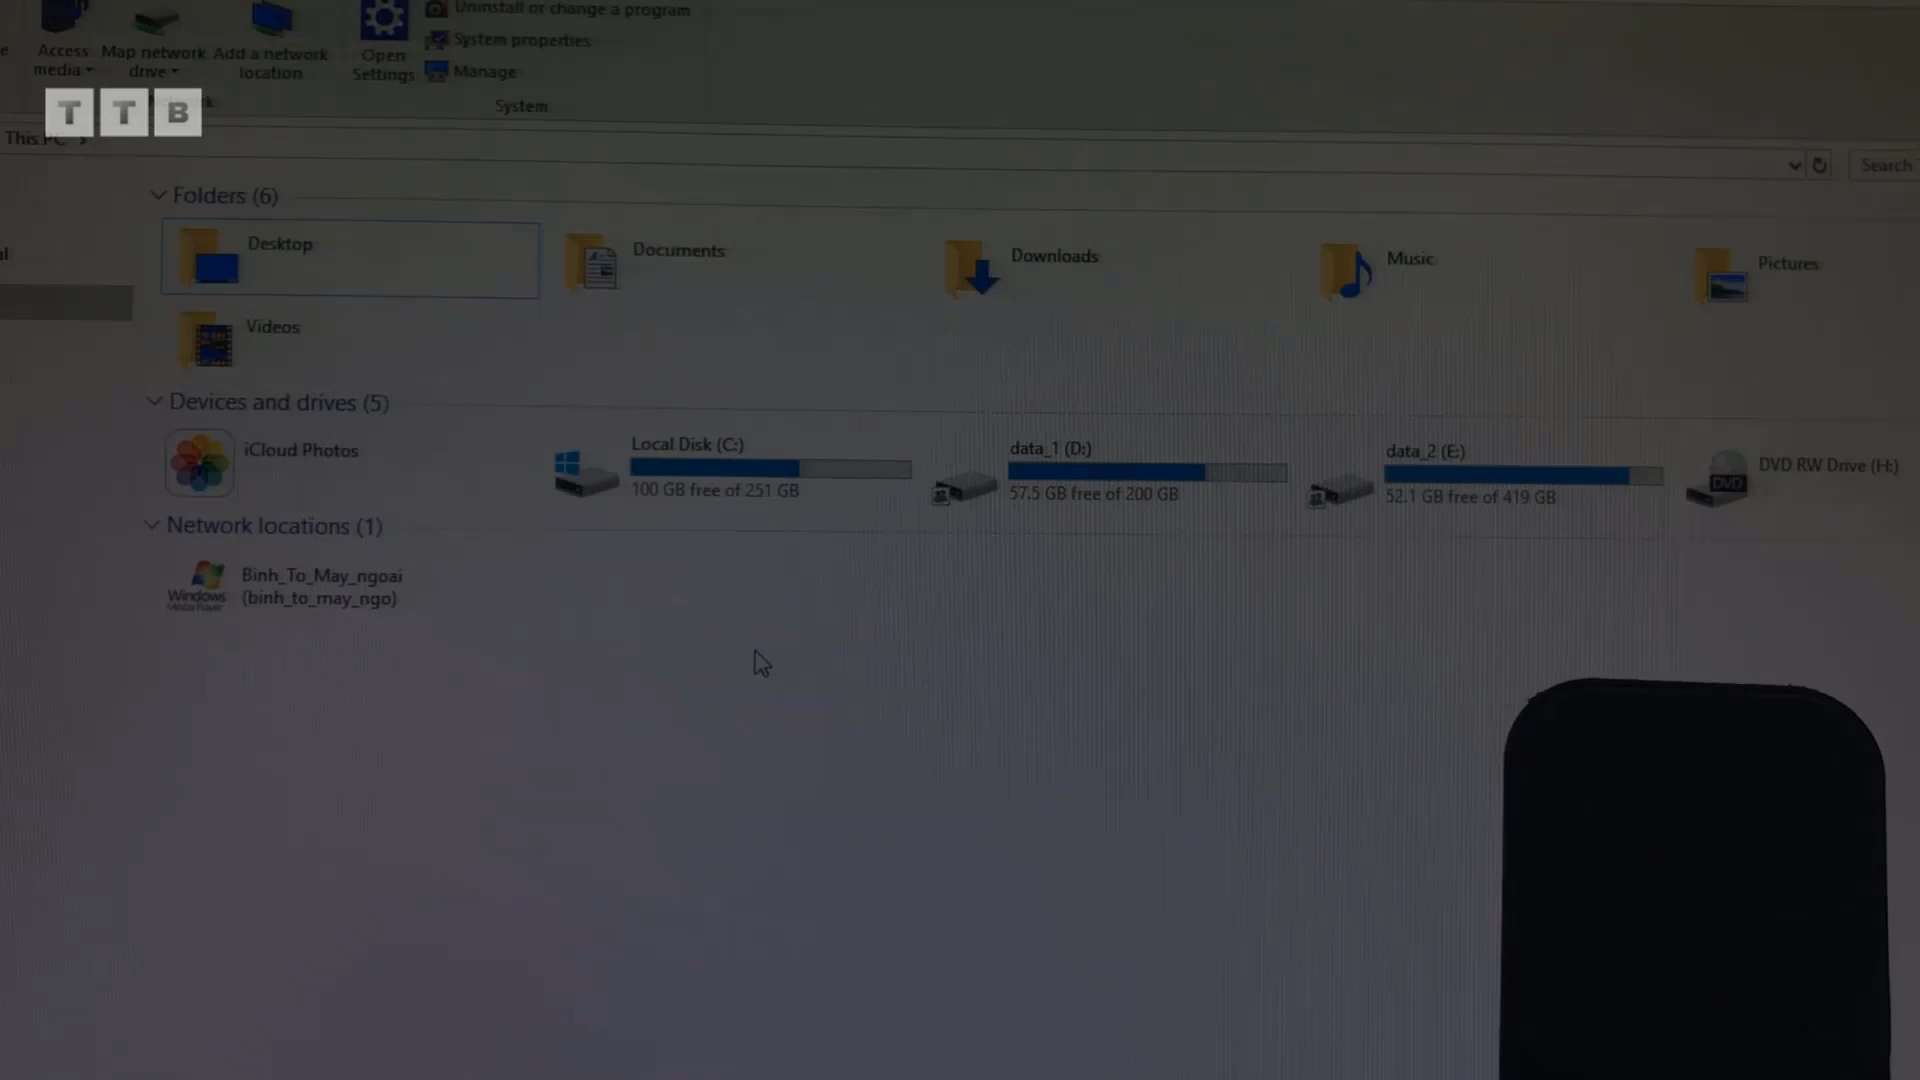 Uninstall or change a program
Access media
Map network drive
Add a network location
Open Settings
System properties
Manage
System
T T B
This PC
Search
Folders (6)
Desktop
Documents
Downloads
Music
Pictures
Videos
Devices and drives (5)
iCloud Photos
Local Disk (C:)
100 GB free of 251 GB
data_1 (D:)
57.5 GB free of 200 GB
data_2 (E:)
52.1 GB free of 419 GB
DVD RW Drive (H:)
DVD
Network locations (1)
Windows
Media Player
Binh_To_May_ngoai
(binh_to_may_ngo)